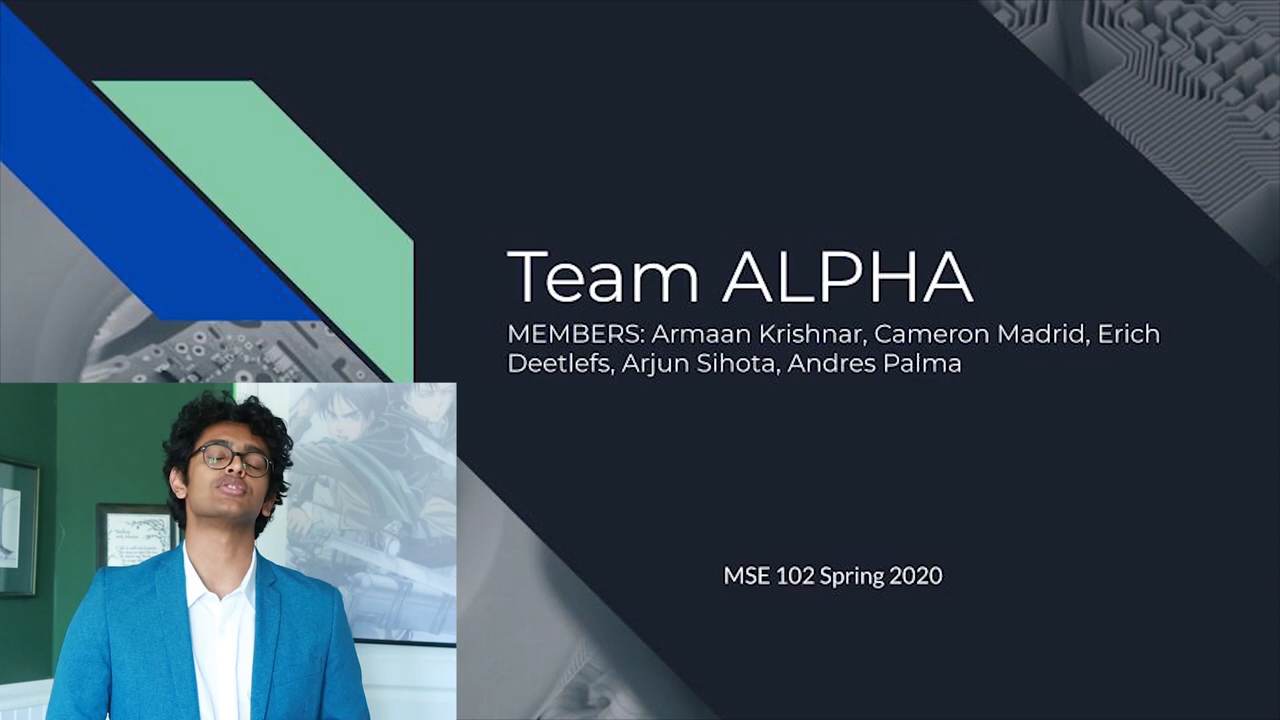 Team ALPHA
MEMBERS: Armaan Krishnar, Cameron Madrid, Erich
Deetlefs, Arjun Sihota, Andres Palma
MSE 102 Spring 2020